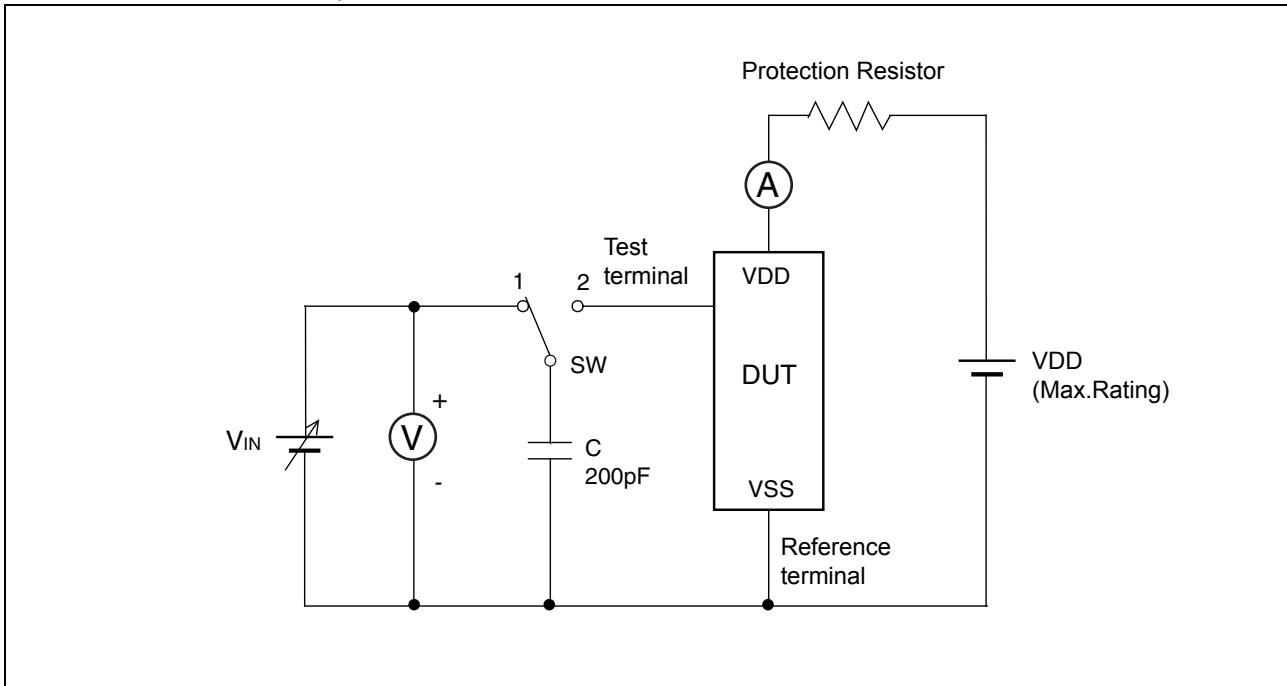 Protection Resistor
A
Test
terminal
1
2
VDD
SW
DUT
VDD
(Max.Rating)
VIN
+
V
-
C
200pF
VSS
Reference
terminal